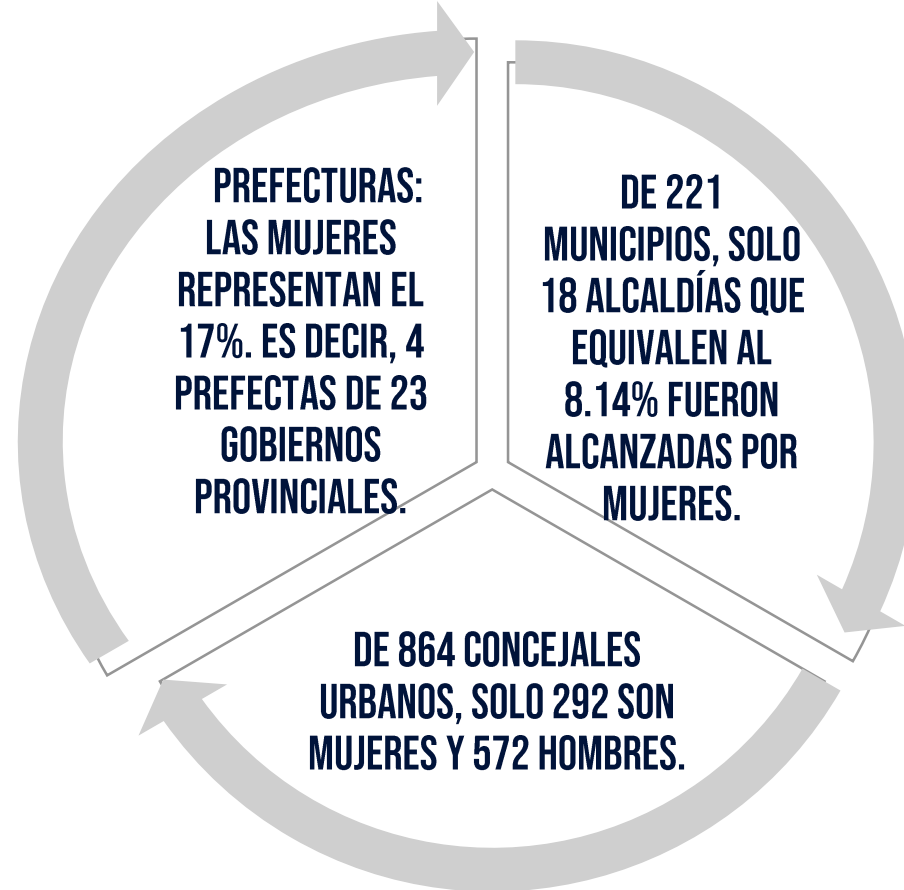 PREFECTURAS:
LAS MUJERES
REPRESENTAN EL
17%. ES DECIR, 4
PREFECTAS DE 23
GOBIERNOS
PROVINCIALES.
DE 221
MUNICIPIOS, SOLO
18 ALCALDÍAS QUE
EQUIVALEN AL
8.14% FUERON
ALCANZADAS POR
MUJERES.
DE 864 CONCEJALES
URBANOS, SOLO 292 SON
MUJERES Y 572 HOMBRES.